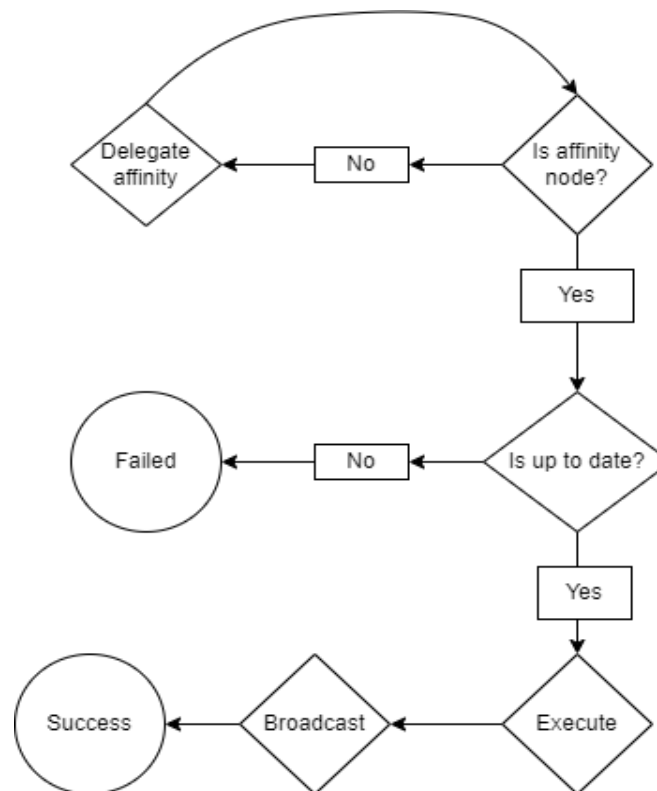 Delegate
affinity
No
Is affinity
node?
Yes
Failed
No
Is up to date?
Yes
Success
Broadcast
Execute